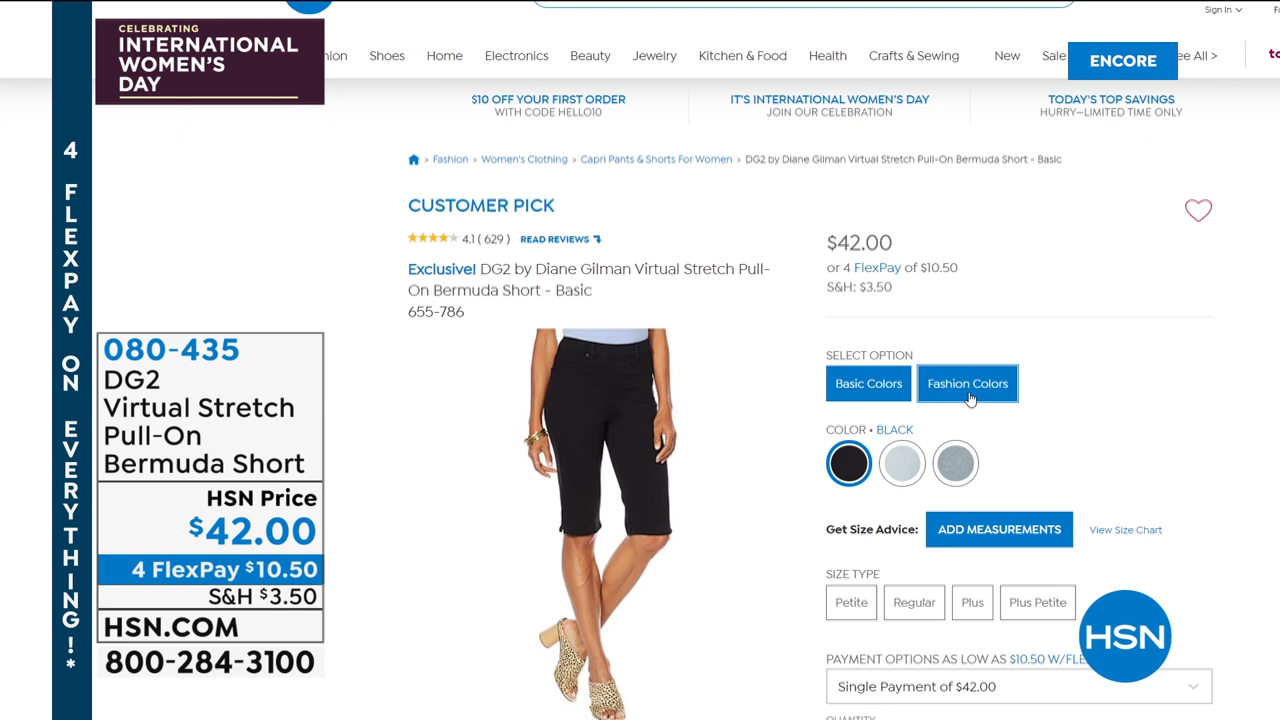 CELEBRATING
INTERNATIONAL
WOMEN'S
DAY
Sign In
Shoes
Home
Electronics
Beauty
Jewelry
Kitchen & Food
Health
Crafts & Sewing
New
Sale
ENCORE
All >
$10 OFF YOUR FIRST ORDER
WITH CODE HELLO10
IT'S INTERNATIONAL WOMEN'S DAY
JOIN OUR CELEBRATION
TODAY'S TOP SAVINGS
HURRY—LIMITED TIME ONLY
4 FLEXPAY ON EVERYTHING!*
> Fashion > Women's Clothing > Capri Pants & Shorts For Women > DG2 by Diane Gilman Virtual Stretch Pull-On Bermuda Short - Basic
CUSTOMER PICK
4.1 ( 629 ) READ REVIEWS
Exclusive! DG2 by Diane Gilman Virtual Stretch Pull-
On Bermuda Short - Basic
655-786
$42.00
or 4 FlexPay of $10.50
S&H: $3.50
SELECT OPTION
Basic Colors
Fashion Colors
COLOR • BLACK
Get Size Advice:
ADD MEASUREMENTS
View Size Chart
SIZE TYPE
Petite
Regular
Plus
Plus Petite
PAYMENT OPTIONS AS LOW AS $10.50
Single Payment of $42.00
QUANTITY
HSN
080-435
DG2
Virtual Stretch
Pull-On
Bermuda Short
HSN Price
$42.00
4 FlexPay $10.50
S&H $3.50
HSN.COM
800-284-3100